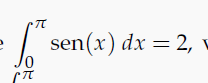 ∫₀^π sen(x) dx = 2,
∫^π